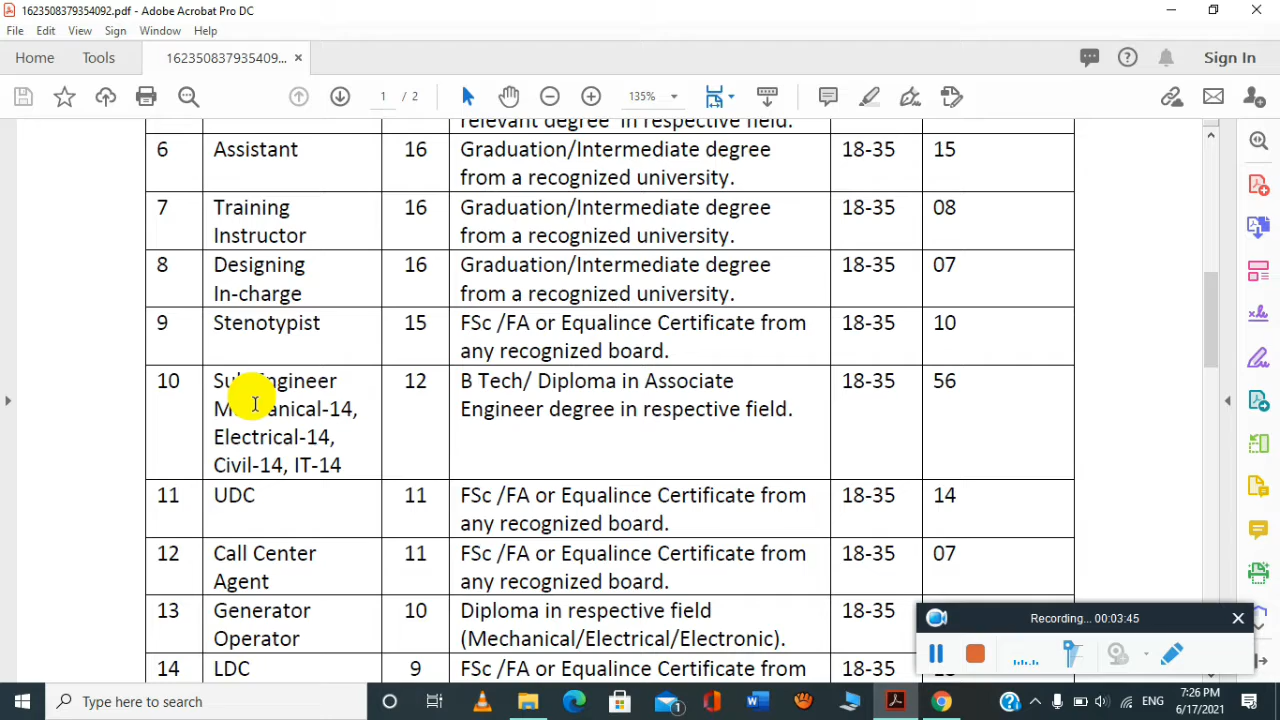 1623508379354092.pdf - Adobe Acrobat Pro DC
File Edit View Sign Window Help
Home Tools 162350837935409... × Sign In
1 / 2 135%
relevant degree in respective field.
6 Assistant 16 Graduation/Intermediate degree 18-35 15
from a recognized university.
7 Training 16 Graduation/Intermediate degree 18-35 08
Instructor from a recognized university.
8 Designing 16 Graduation/Intermediate degree 18-35 07
In-charge from a recognized university.
9 Stenotypist 15 FSc /FA or Equalince Certificate from 18-35 10
any recognized board.
10 Sub Engineer 12 B Tech/ Diploma in Associate 18-35 56
Mechanical-14, Engineer degree in respective field.
Electrical-14,
Civil-14, IT-14
11 UDC 11 FSc /FA or Equalince Certificate from 18-35 14
any recognized board.
12 Call Center 11 FSc /FA or Equalince Certificate from 18-35 07
Agent any recognized board.
13 Generator 10 Diploma in respective field 18-35
Operator (Mechanical/Electrical/Electronic).
14 LDC 9 FSc /FA or Equalince Certificate from 18-35
Recording... 00:03:45
Type here to search
1
ENG
7:26 PM
6/17/2021